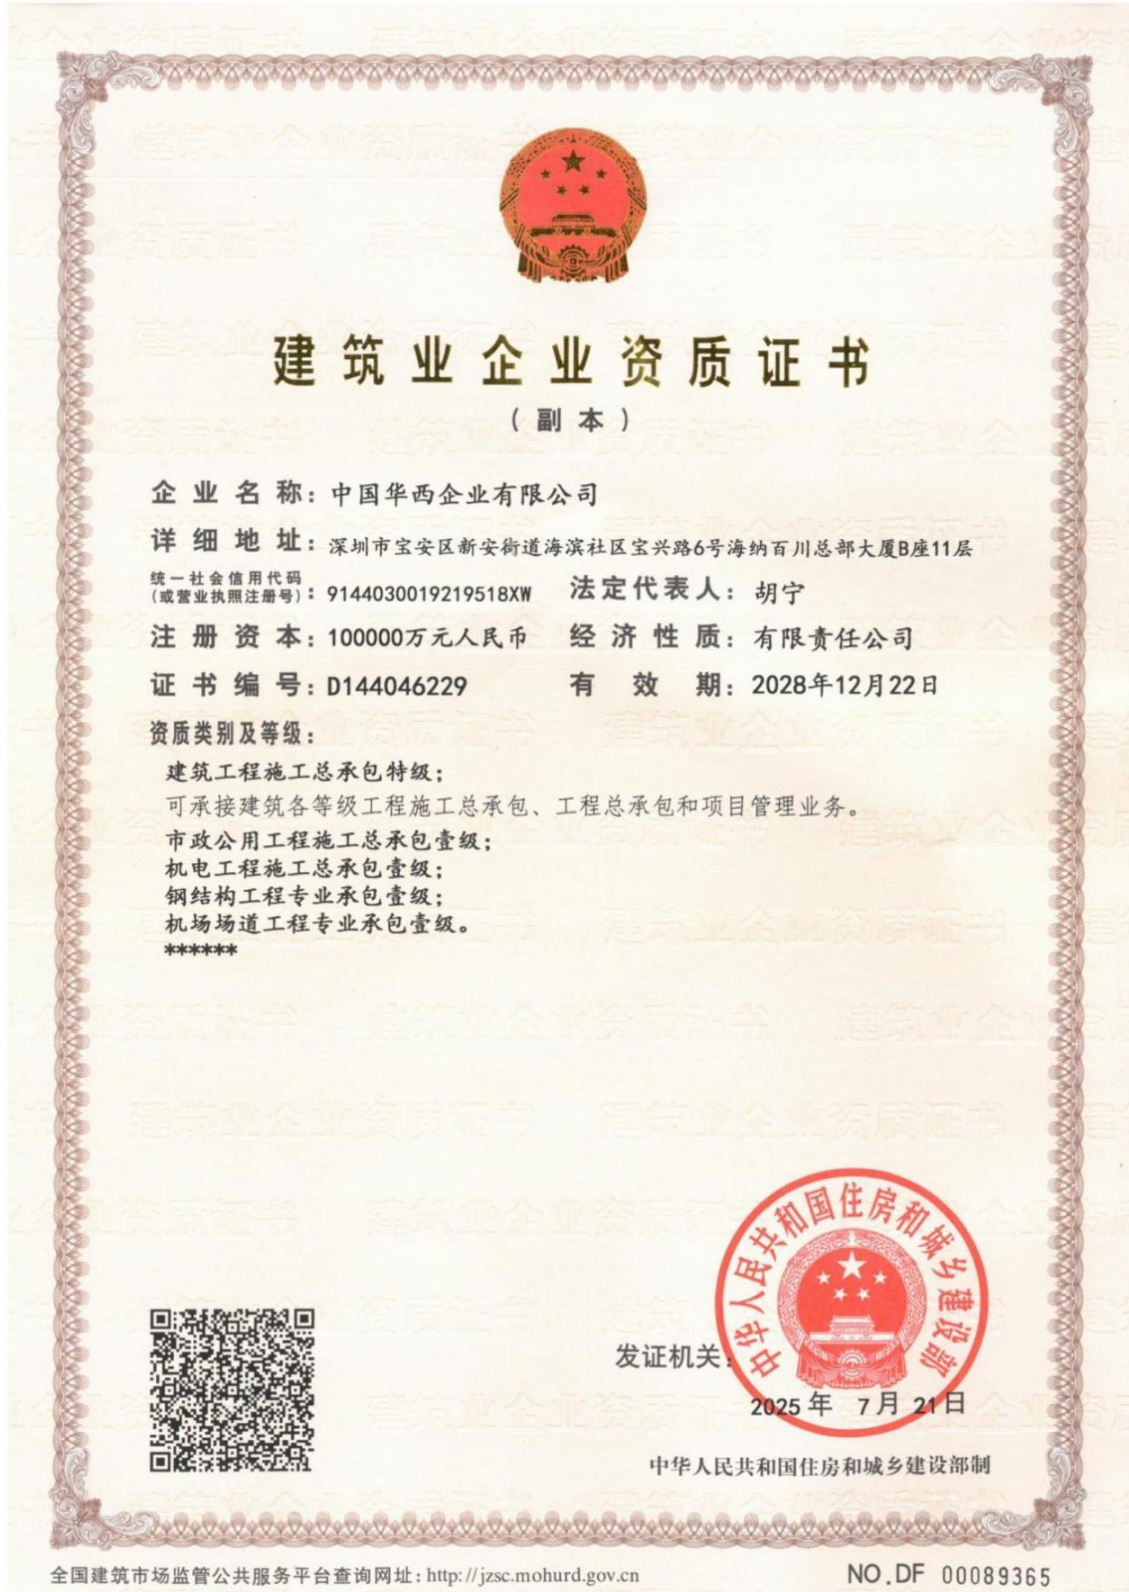 建筑业企业资质证书
（副本）
企业名称：中国华西企业有限公司
详细地址：深圳市宝安区新安街道海滨社区宝兴路6号海纳百川总部大厦B座11层
统一社会信用代码
（或营业执照注册号）：9144030019219518XW 法定代表人：胡宁
注册资本：100000万元人民币 经济性质：有限责任公司
证书编号：D144046229 有效期：2028年12月22日
资质类别及等级：
建筑工程施工总承包特级；
可承接建筑各等级工程施工总承包、工程总承包和项目管理业务。
市政公用工程施工总承包壹级；
机电工程施工总承包壹级；
钢结构工程专业承包壹级；
机场场道工程专业承包壹级。
******
中华人民共和国住房和城乡建设部
发证机关：
2025年 7月 21日
中华人民共和国住房和城乡建设部制
全国建筑市场监管公共服务平台查询网址：http://jzsc.mohurd.gov.cn
NO.DF 00089365